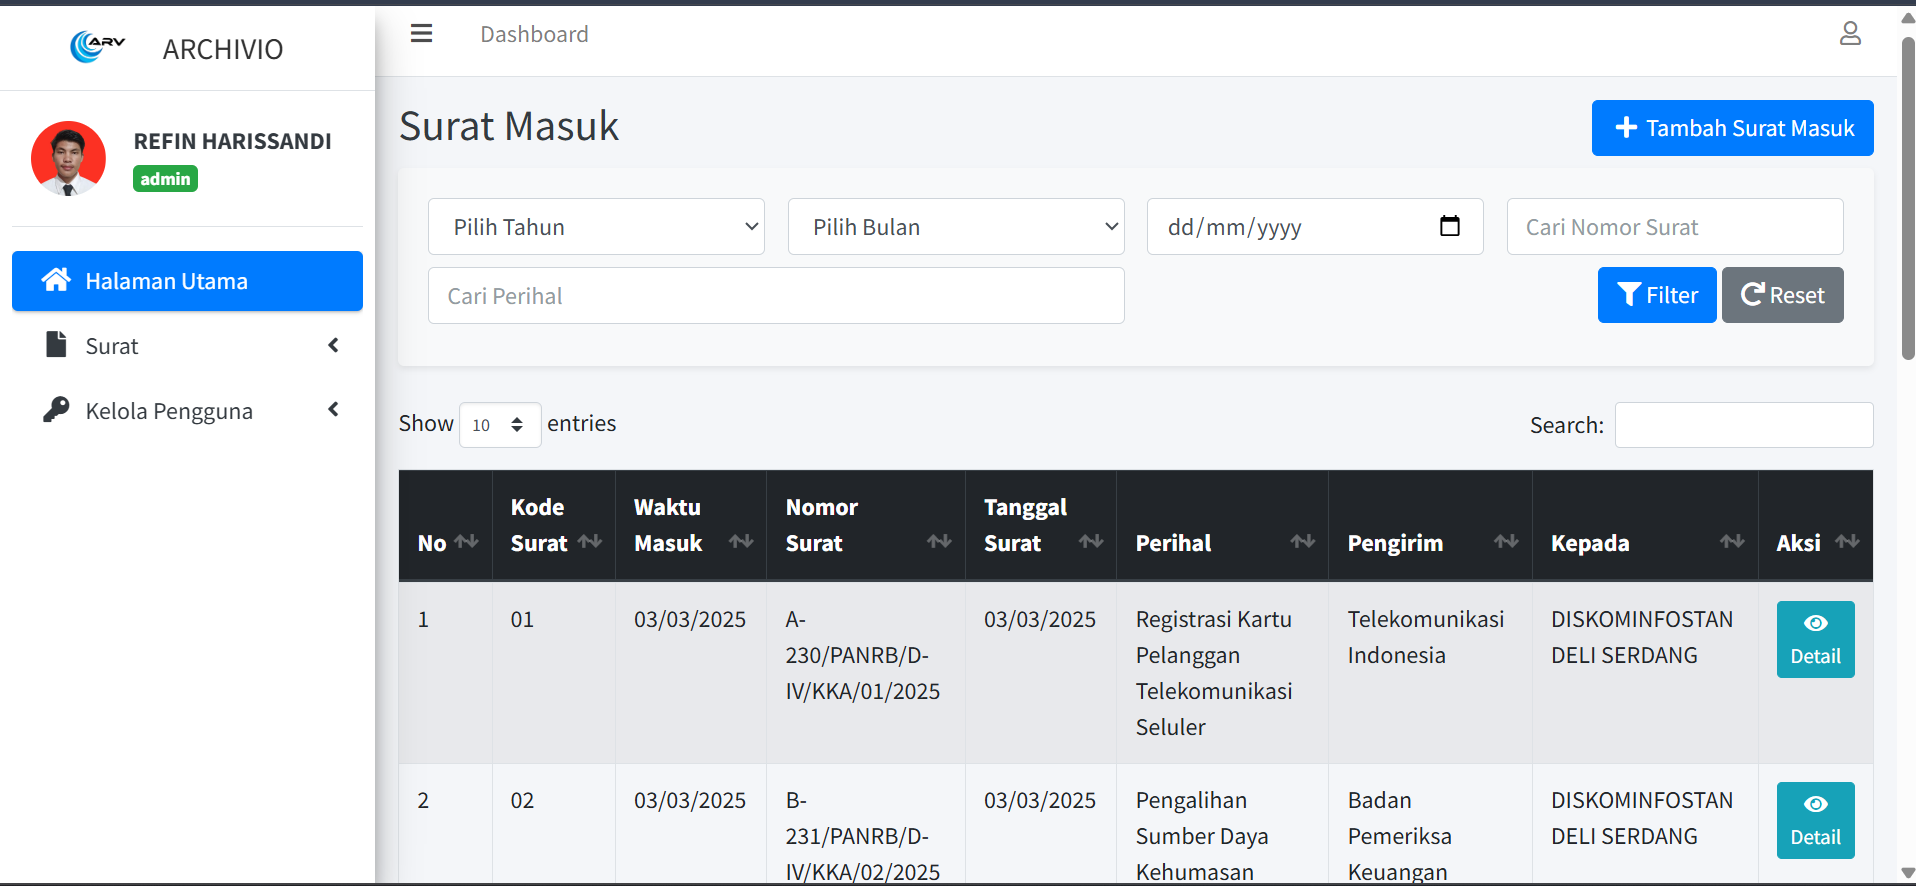 ARV
ARCHIVIO
Dashboard
REFIN HARISSANDI
admin
Halaman Utama
Surat
Kelola Pengguna
Surat Masuk
Tambah Surat Masuk
Pilih Tahun
Pilih Bulan
dd/mm/yyyy
Cari Nomor Surat
Cari Perihal
Filter
Reset
Show 10 entries
Search:
No
Kode
Surat
Waktu
Masuk
Nomor
Surat
Tanggal
Surat
Perihal
Pengirim
Kepada
Aksi
1
01
03/03/2025
A-
230/PANRB/D-
IV/KKA/01/2025
03/03/2025
Registrasi Kartu
Pelanggan
Telekomunikasi
Seluler
Telekomunikasi
Indonesia
DISKOMINFOSTAN
DELI SERDANG
Detail
2
02
03/03/2025
B-
231/PANRB/D-
IV/KKA/02/2025
03/03/2025
Pengalihan
Sumber Daya
Kehumasan
Badan
Pemeriksa
Keuangan
DISKOMINFOSTAN
DELI SERDANG
Detail